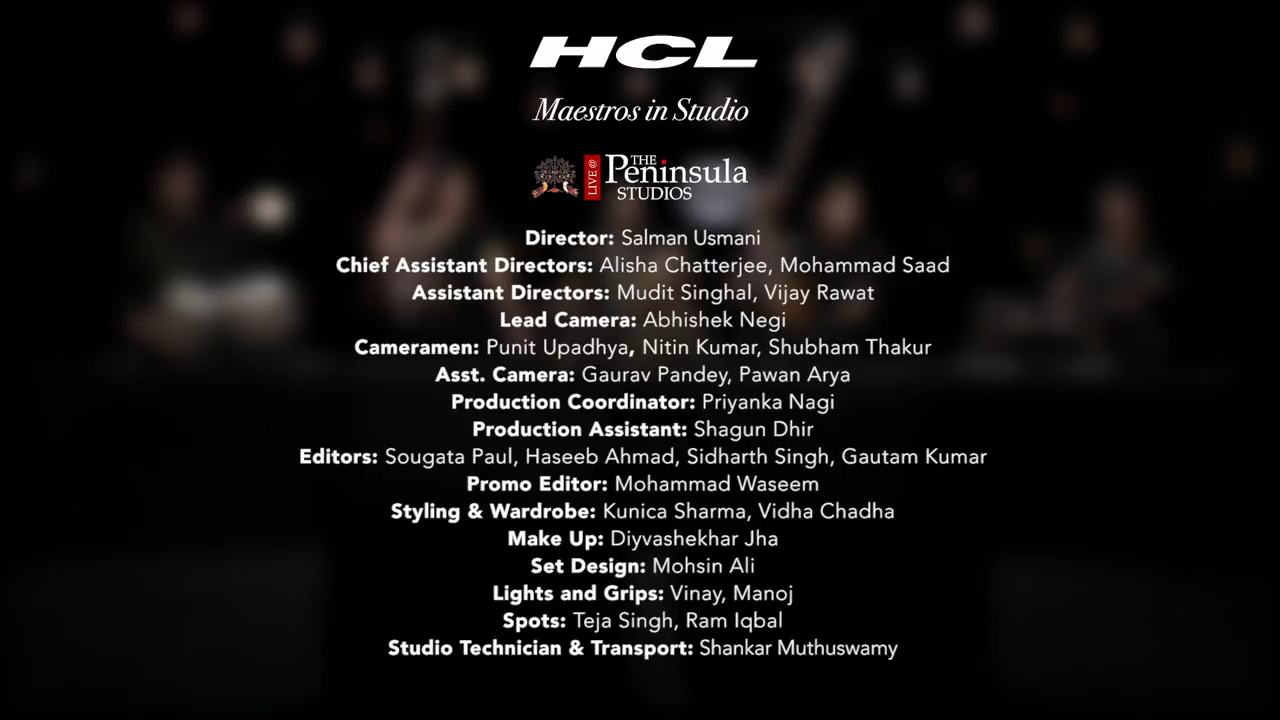 HCL
Maestros in Studio
LIVE @ THE Peninsula STUDIOS
Director: Salman Usmani
Chief Assistant Directors: Alisha Chatterjee, Mohammad Saad
Assistant Directors: Mudit Singhal, Vijay Rawat
Lead Camera: Abhishek Negi
Cameramen: Punit Upadhya, Nitin Kumar, Shubham Thakur
Asst. Camera: Gaurav Pandey, Pawan Arya
Production Coordinator: Priyanka Nagi
Production Assistant: Shagun Dhir
Editors: Sougata Paul, Haseeb Ahmad, Sidharth Singh, Gautam Kumar
Promo Editor: Mohammad Waseem
Styling & Wardrobe: Kunica Sharma, Vidha Chadha
Make Up: Diyvashekhar Jha
Set Design: Mohsin Ali
Lights and Grips: Vinay, Manoj
Spots: Teja Singh, Ram Iqbal
Studio Technician & Transport: Shankar Muthuswamy